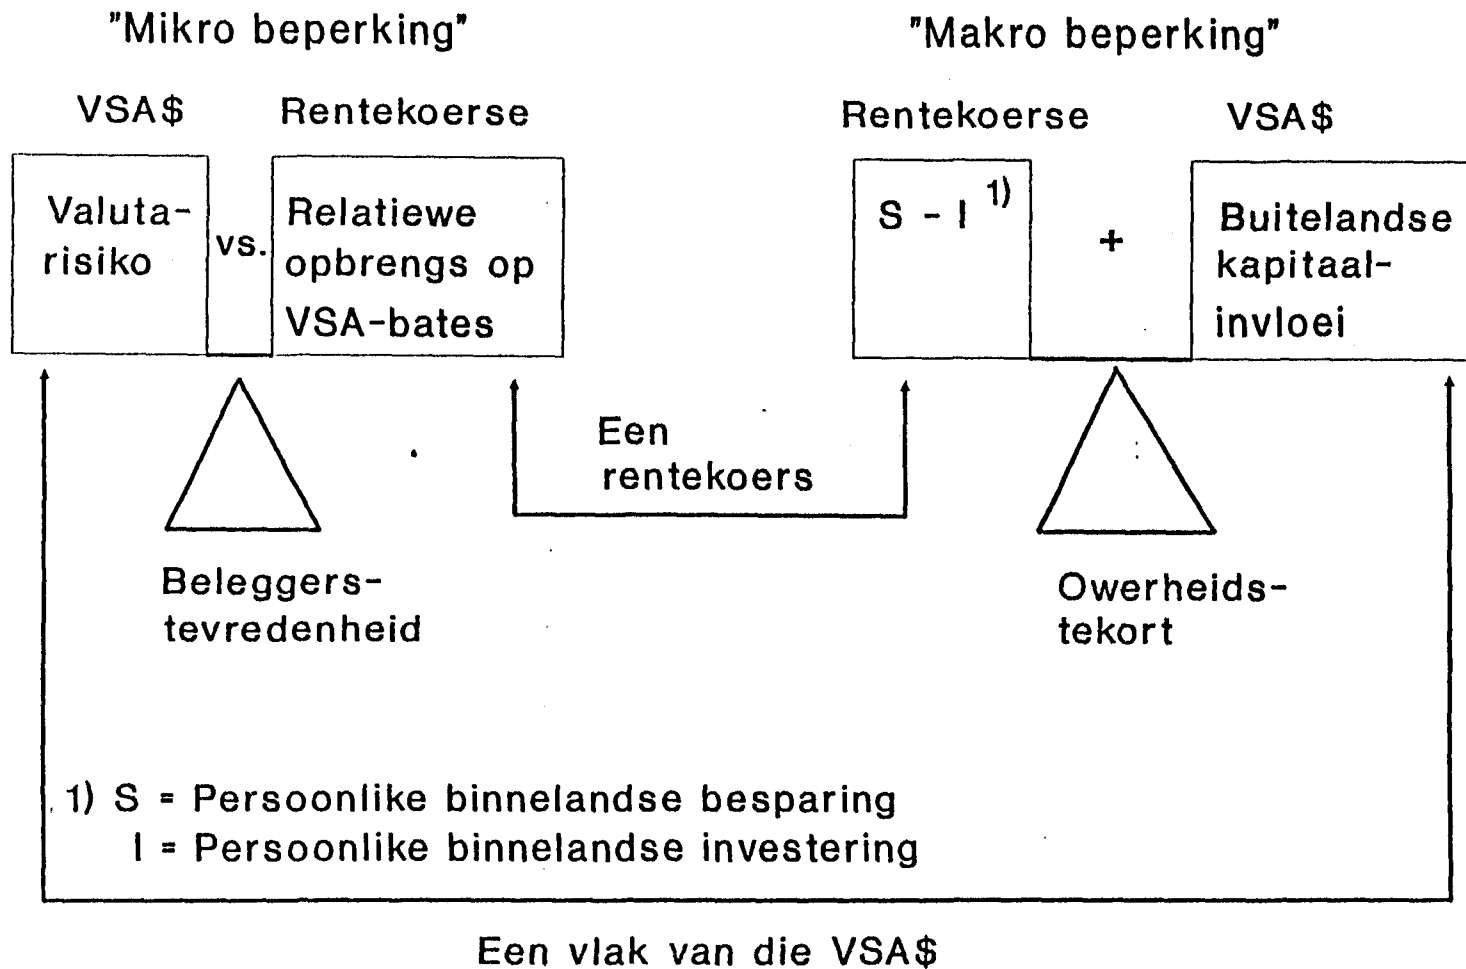 "Mikro beperking"
VSA$ Rentekoerse
Valuta-
risiko
vs.
Relatiewe
opbrengs op
VSA-bates
Beleggers-
tevredenheid
Een
rentekoers
"Makro beperking"
Rentekoerse VSA$
S - I 1)
+
Buitelandse
kapitaal-
invloei
Owerheids-
tekort
1) S = Persoonlike binnelandse besparing
I = Persoonlike binnelandse investering
Een vlak van die VSA$